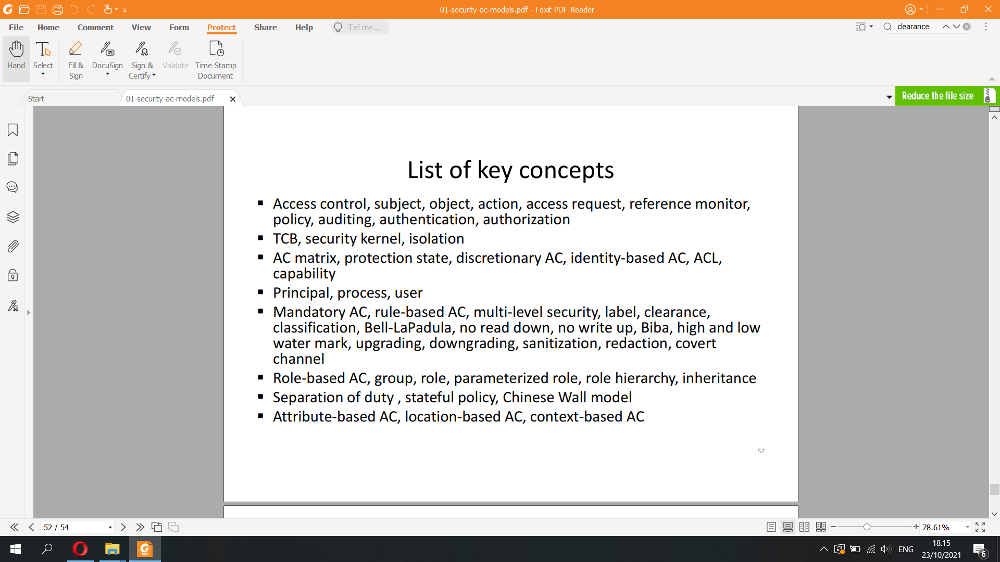 01-security-ac-models.pdf - Foxit PDF Reader
File Home Comment View Form Protect Share Help Tell me... clearance
Hand Select Fill & Sign DocuSign Sign & Certify Validate Time Stamp Document
Start 01-security-ac-models.pdf Reduce the file size
List of key concepts
▪ Access control, subject, object, action, access request, reference monitor,
policy, auditing, authentication, authorization
▪ TCB, security kernel, isolation
▪ AC matrix, protection state, discretionary AC, identity-based AC, ACL,
capability
▪ Principal, process, user
▪ Mandatory AC, rule-based AC, multi-level security, label, clearance,
classification, Bell-LaPadula, no read down, no write up, Biba, high and low
water mark, upgrading, downgrading, sanitization, redaction, covert
channel
▪ Role-based AC, group, role, parameterized role, role hierarchy, inheritance
▪ Separation of duty , stateful policy, Chinese Wall model
▪ Attribute-based AC, location-based AC, context-based AC
52
52 / 54 78.61%
ENG 18.15
23/10/2021 6